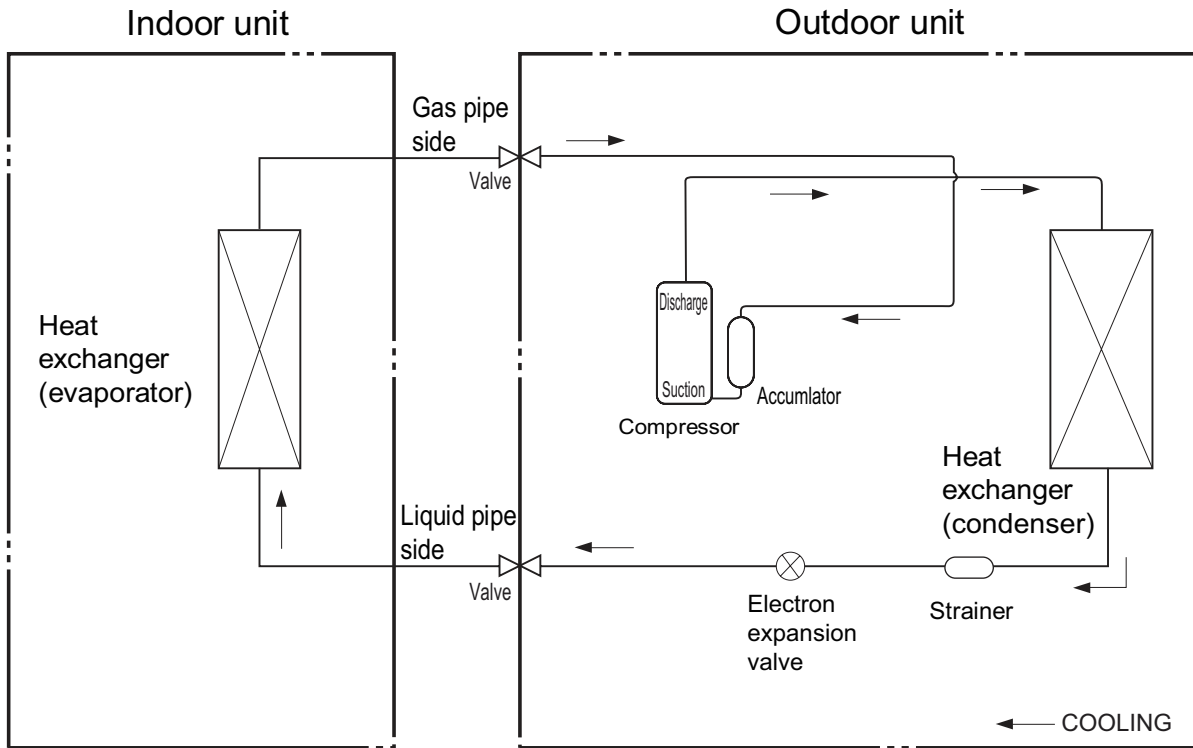 Indoor unit
Outdoor unit
Gas pipe
side
Valve
Discharge
Suction
Compressor
Accumlator
Heat
exchanger
(evaporator)
Heat
exchanger
(condenser)
Liquid pipe
side
Valve
Electron
expansion
valve
Strainer
COOLING